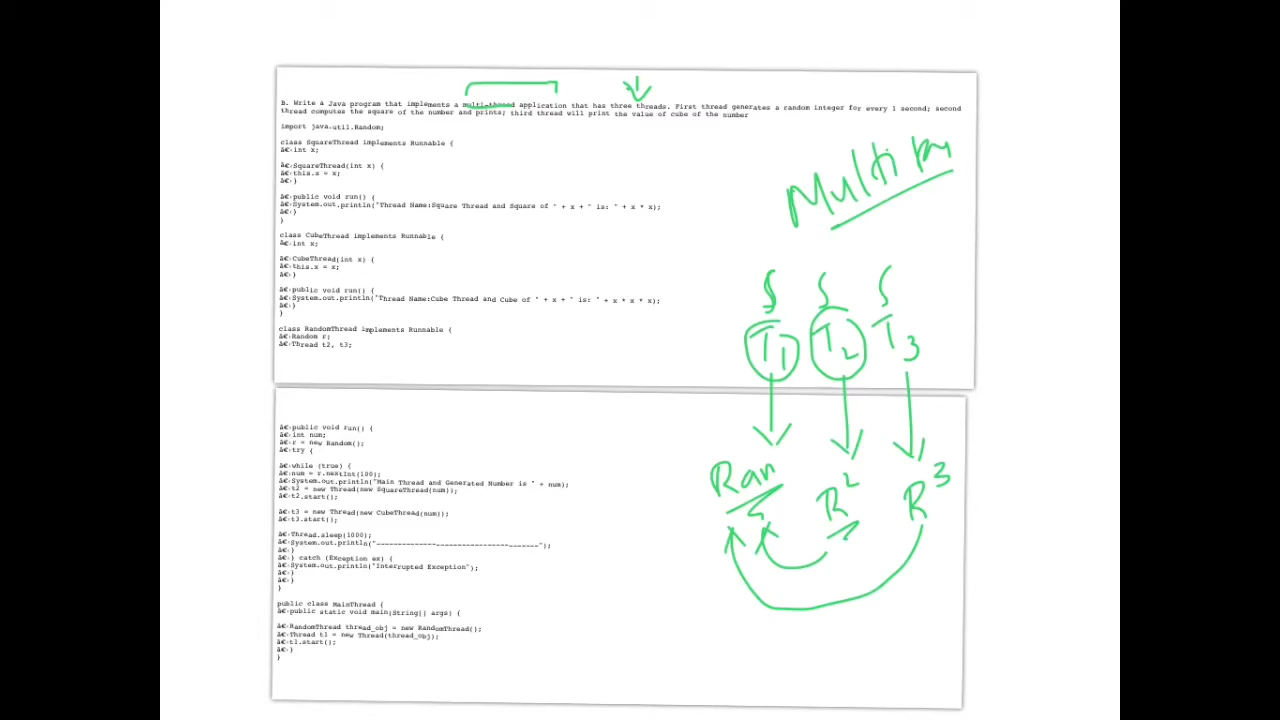 B. Write a Java program that implements a multi-thread application that has three threads. First thread generates a random integer for every 1 second; second
thread computes the square of the number and prints; third thread will print the value of cube of the number
import java.util.Random;
class SquareThread implements Runnable {
â€‹int x;
â€‹SquareThread(int x) {
â€‹this.x = x;
â€‹}
â€‹public void run() {
â€‹System.out.println("Thread Name:Square Thread and Square of " + x + " is: " + x * x);
â€‹}
}
class CubeThread implements Runnable {
â€‹int x;
â€‹CubeThread(int x) {
â€‹this.x = x;
â€‹}
â€‹public void run() {
â€‹System.out.println("Thread Name:Cube Thread and Cube of " + x + " is: " + x * x * x);
â€‹}
}
class RandomThread implements Runnable {
â€‹Random r;
â€‹Thread t2, t3;
â€‹public void run() {
â€‹int num;
â€‹r = new Random();
â€‹try {
â€‹while (true) {
â€‹num = r.nextInt(100);
â€‹System.out.println("Main Thread and Generated Number is " + num);
â€‹t2 = new Thread(new SquareThread(num));
â€‹t2.start();
â€‹t3 = new Thread(new CubeThread(num));
â€‹t3.start();
â€‹Thread.sleep(1000);
â€‹System.out.println("--------------------------------------");
â€‹}
â€‹} catch (Exception ex) {
â€‹System.out.println("Interrupted Exception");
â€‹}
â€‹}
}
public class MainThread {
â€‹public static void main(String[] args) {
â€‹RandomThread thread_obj = new RandomThread();
â€‹Thread t1 = new Thread(thread_obj);
â€‹t1.start();
â€‹}
}
T1 T2 T3
Ran R² R³